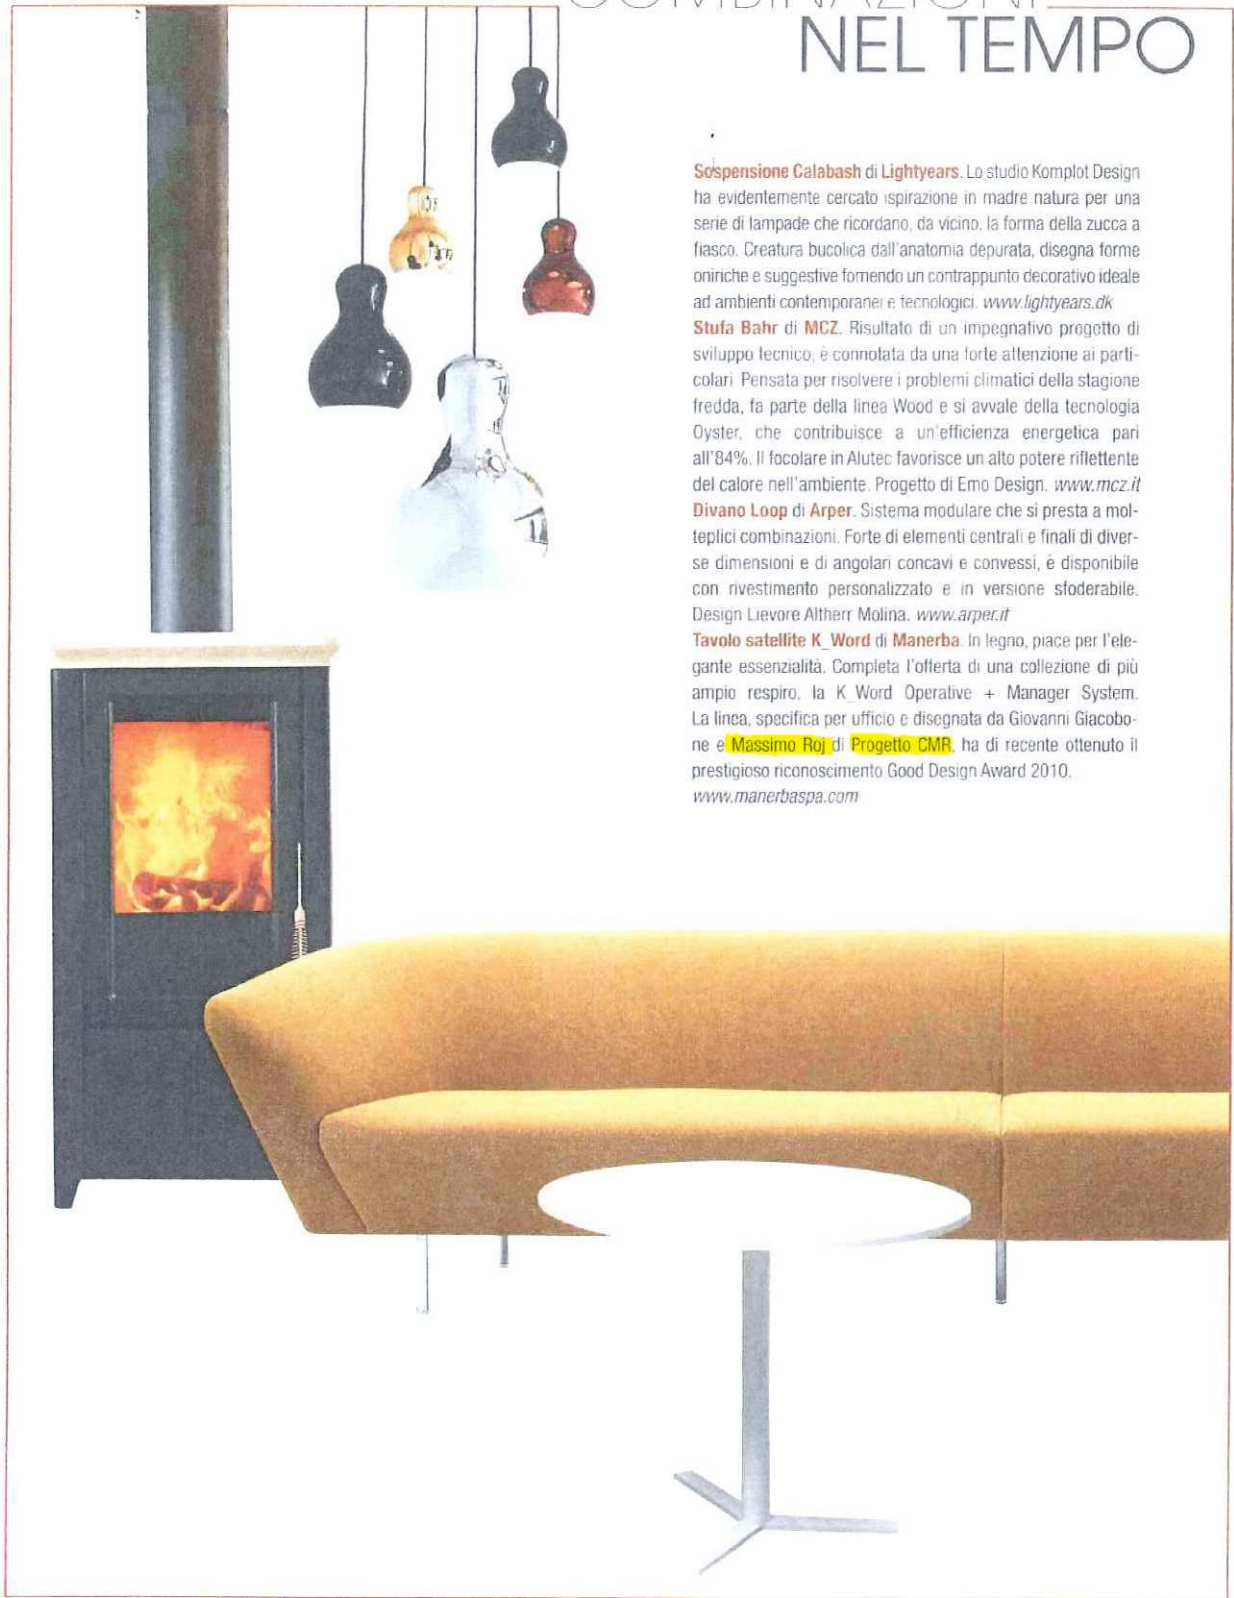 COMBINAZIONI
NEL TEMPO
Sospensione Calabash di Lightyears. Lo studio Komplot Design
ha evidentemente cercato ispirazione in madre natura per una
serie di lampade che ricordano, da vicino, la forma della zucca a
fiasco. Creatura bucolica dall'anatomia depurata, disegna forme
oniriche e suggestive fornendo un contrappunto decorativo ideale
ad ambienti contemporanei e tecnologici. www.lightyears.dk
Stufa Bahr di MCZ. Risultato di un impegnativo progetto di
sviluppo tecnico, è connotata da una forte attenzione ai parti-
colari. Pensata per risolvere i problemi climatici della stagione
fredda, fa parte della linea Wood e si avvale della tecnologia
Oyster, che contribuisce a un'efficienza energetica pari
all'84%. Il focolare in Alutec favorisce un alto potere riflettente
del calore nell'ambiente. Progetto di Emo Design. www.mcz.it
Divano Loop di Arper. Sistema modulare che si presta a mol-
teplici combinazioni. Forte di elementi centrali e finali di diver-
se dimensioni e di angolari concavi e convessi, è disponibile
con rivestimento personalizzato e in versione sfoderabile.
Design Lievore Altherr Molina. www.arper.it
Tavolo satellite K_Word di Manerba. In legno, piace per l'ele-
gante essenzialità. Completa l'offerta di una collezione di più
ampio respiro, la K_Word Operative + Manager System.
La linea, specifica per ufficio e disegnata da Giovanni Giacobo-
ne e Massimo Roj di Progetto CMR, ha di recente ottenuto il
prestigioso riconoscimento Good Design Award 2010.
www.manerbaspa.com